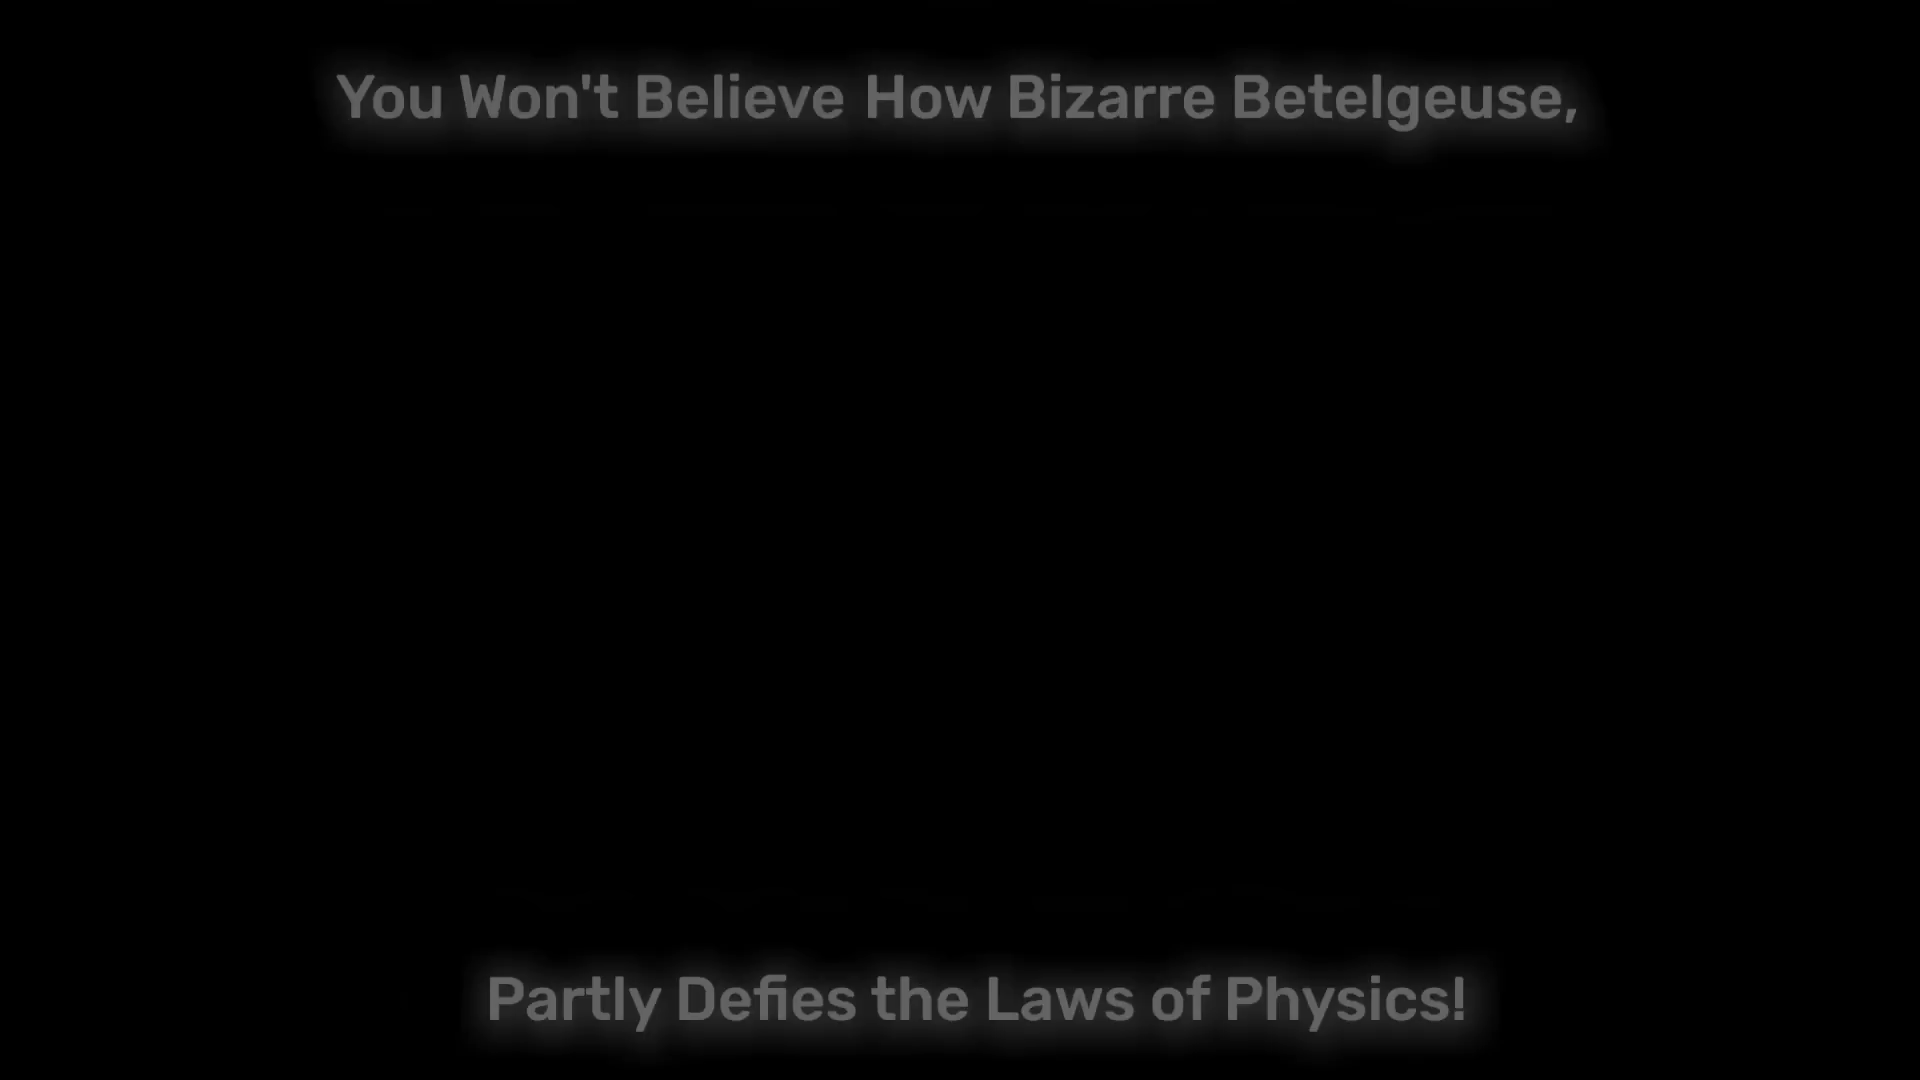 You Won't Believe How Bizarre Betelgeuse,
Partly Defies the Laws of Physics!